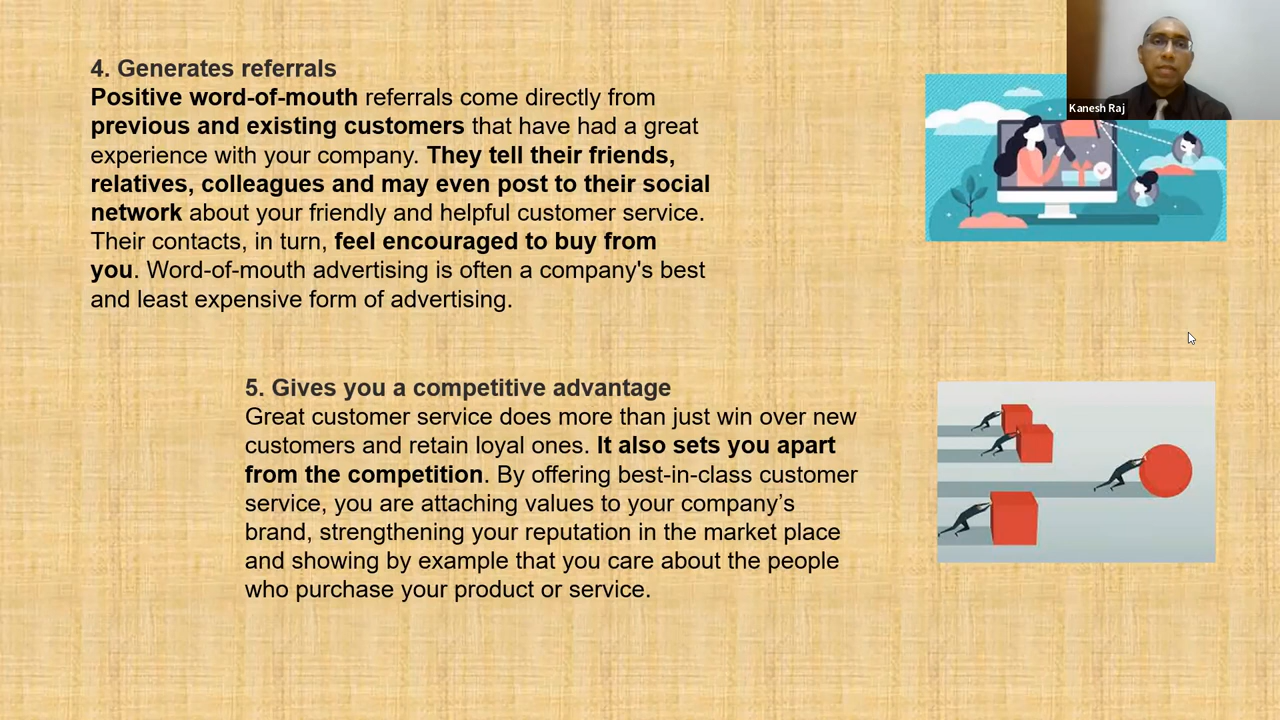 4. Generates referrals
Positive word-of-mouth referrals come directly from
previous and existing customers that have had a great
experience with your company. They tell their friends,
relatives, colleagues and may even post to their social
network about your friendly and helpful customer service.
Their contacts, in turn, feel encouraged to buy from
you. Word-of-mouth advertising is often a company's best
and least expensive form of advertising.
Kanesh Raj
5. Gives you a competitive advantage
Great customer service does more than just win over new
customers and retain loyal ones. It also sets you apart
from the competition. By offering best-in-class customer
service, you are attaching values to your company’s
brand, strengthening your reputation in the market place
and showing by example that you care about the people
who purchase your product or service.